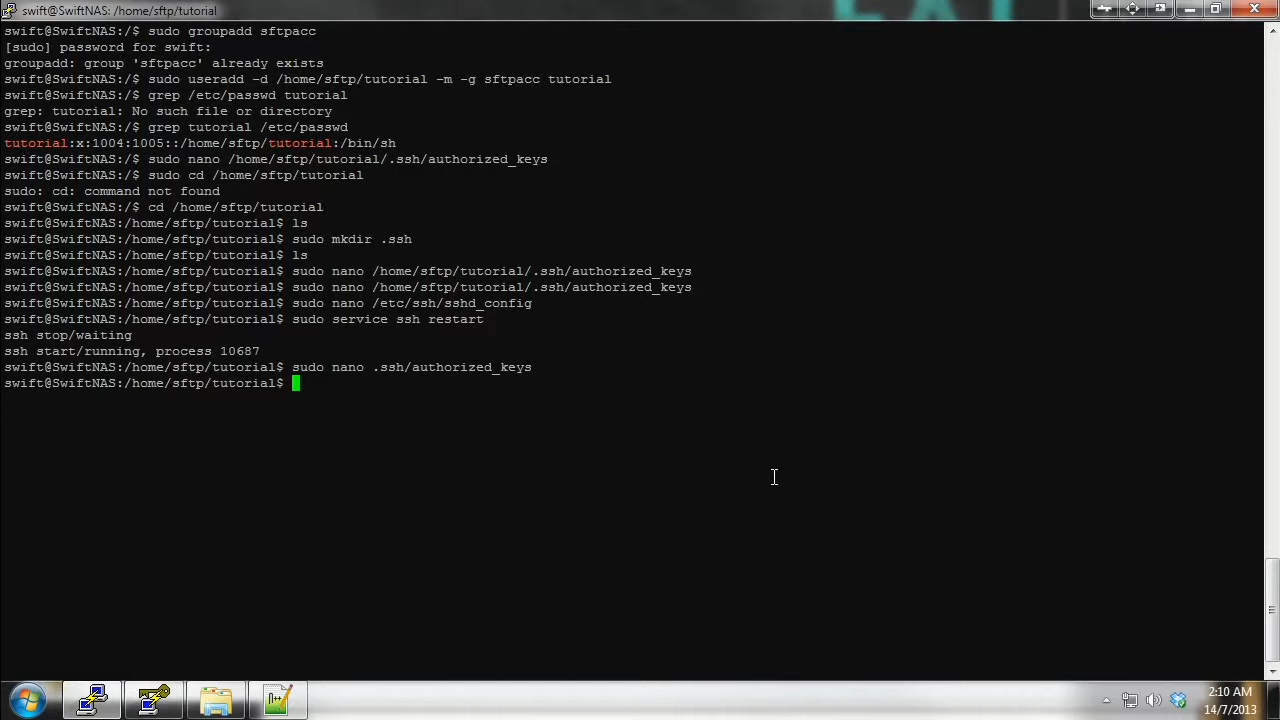 swift@SwiftNAS: /home/sftp/tutorial
swift@SwiftNAS:/$ sudo groupadd sftpacc
[sudo] password for swift:
groupadd: group 'sftpacc' already exists
swift@SwiftNAS:/$ sudo useradd -d /home/sftp/tutorial -m -g sftpacc tutorial
swift@SwiftNAS:/$ grep /etc/passwd tutorial
grep: tutorial: No such file or directory
swift@SwiftNAS:/$ grep tutorial /etc/passwd
tutorial:x:1004:1005::/home/sftp/tutorial:/bin/sh
swift@SwiftNAS:/$ sudo nano /home/sftp/tutorial/.ssh/authorized_keys
swift@SwiftNAS:/$ sudo cd /home/sftp/tutorial
sudo: cd: command not found
swift@SwiftNAS:/$ cd /home/sftp/tutorial
swift@SwiftNAS:/home/sftp/tutorial$ ls
swift@SwiftNAS:/home/sftp/tutorial$ sudo mkdir .ssh
swift@SwiftNAS:/home/sftp/tutorial$ ls
swift@SwiftNAS:/home/sftp/tutorial$ sudo nano /home/sftp/tutorial/.ssh/authorized_keys
swift@SwiftNAS:/home/sftp/tutorial$ sudo nano /home/sftp/tutorial/.ssh/authorized_keys
swift@SwiftNAS:/home/sftp/tutorial$ sudo nano /etc/ssh/sshd_config
swift@SwiftNAS:/home/sftp/tutorial$ sudo service ssh restart
ssh stop/waiting
ssh start/running, process 10687
swift@SwiftNAS:/home/sftp/tutorial$ sudo nano .ssh/authorized_keys
swift@SwiftNAS:/home/sftp/tutorial$
2:10 AM
14/7/2013